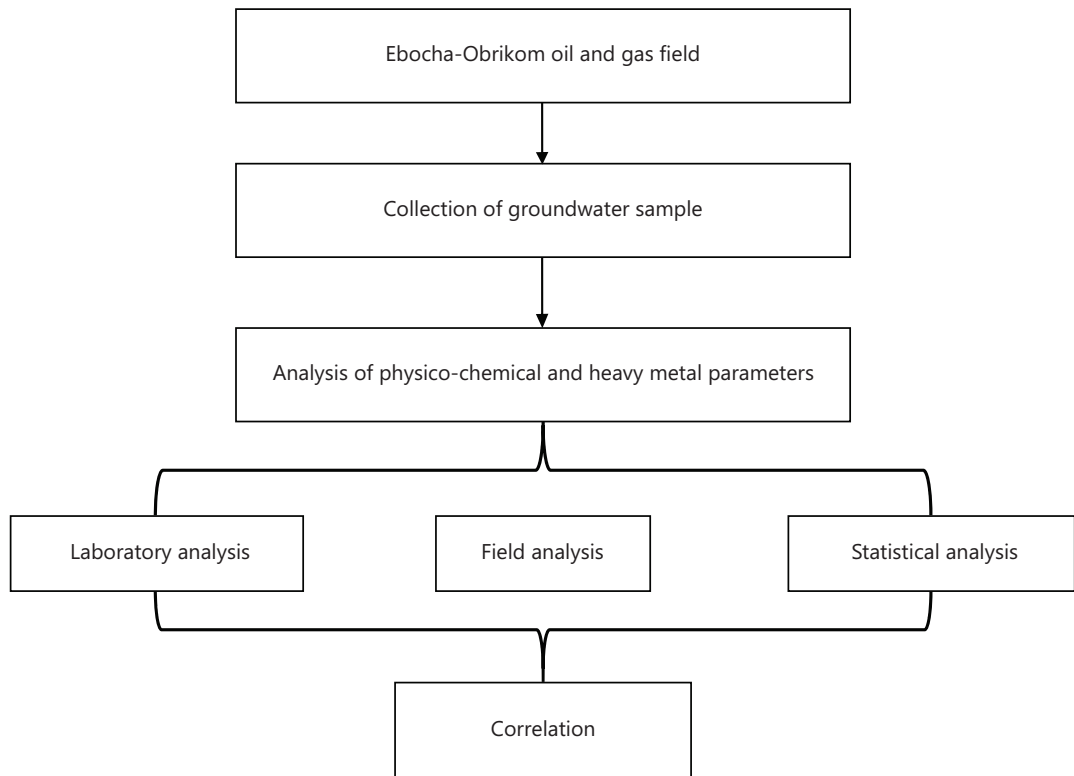 Ebocha-Obrikom oil and gas field
Collection of groundwater sample
Analysis of physico-chemical and heavy metal parameters
Laboratory analysis
Field analysis
Statistical analysis
Correlation